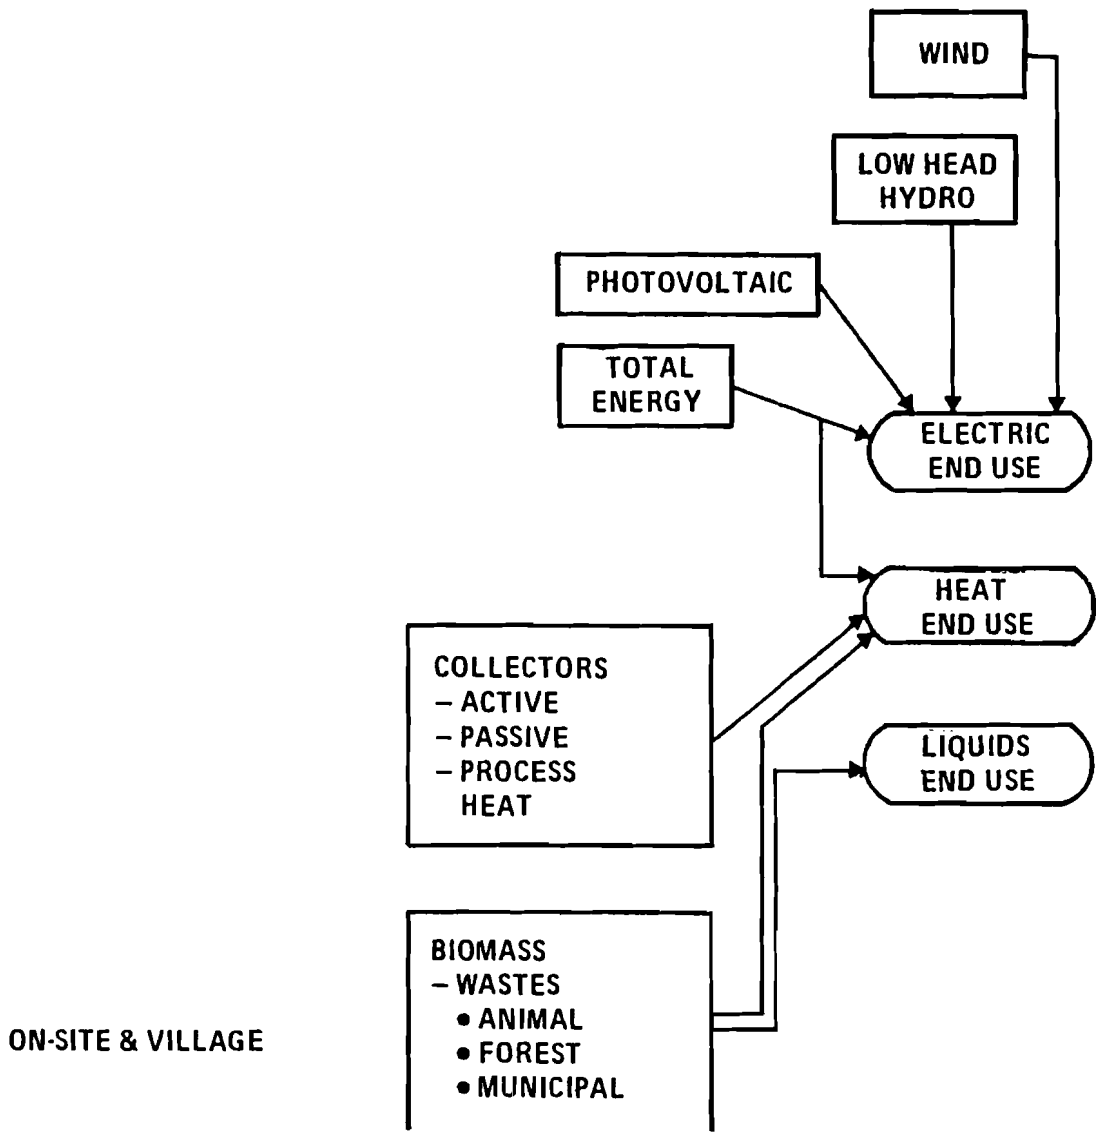 WIND
LOW HEAD
HYDRO
PHOTOVOLTAIC
TOTAL
ENERGY
ELECTRIC
END USE
HEAT
END USE
COLLECTORS
– ACTIVE
– PASSIVE
– PROCESS
HEAT
LIQUIDS
END USE
BIOMASS
– WASTES
● ANIMAL
● FOREST
● MUNICIPAL
ON-SITE & VILLAGE